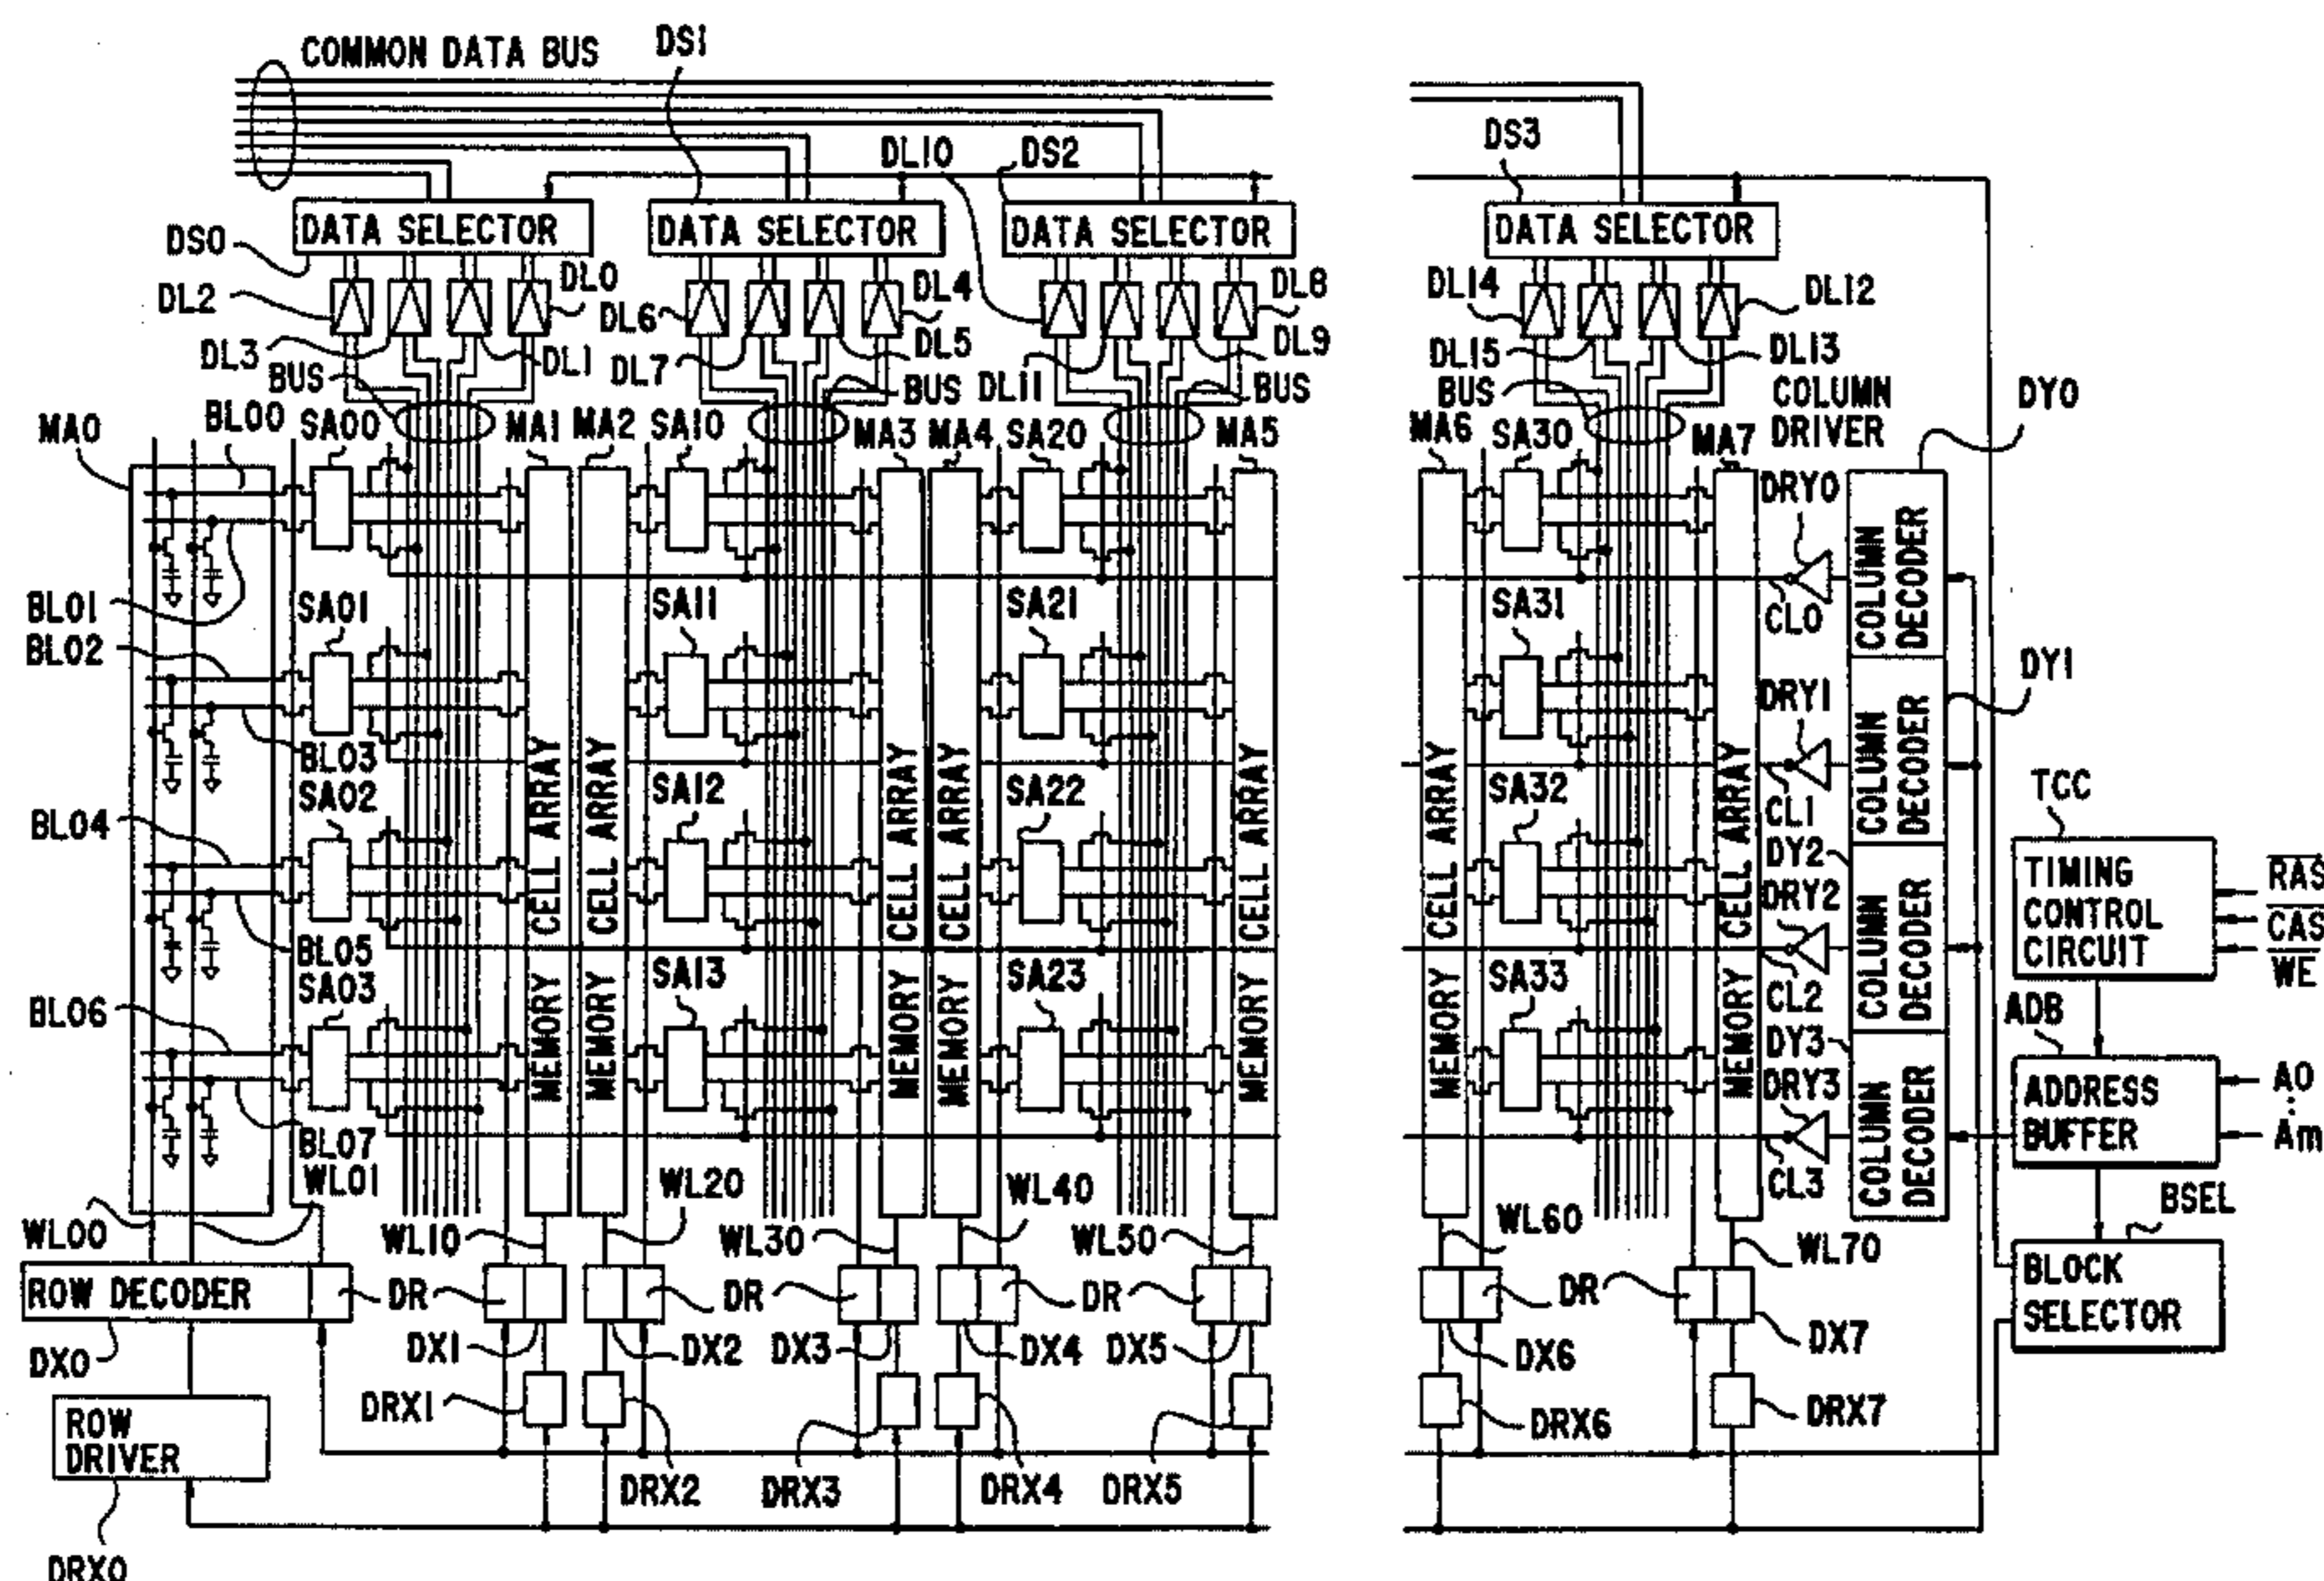 COMMON DATA BUS
DS1
DL10
DS2
DS3
DATA SELECTOR
DATA SELECTOR
DATA SELECTOR
DATA SELECTOR
DS0
DL2
DL0
DL6
DL4
DL8
DL14
DL12
DL3
DL1
DL7
DL5
DL11
DL9
DL15
DL13
BUS
BUS
BUS
BUS
COLUMN
DRIVER
DY0
MA0
BL00
SA00
MA1
MA2
SA10
MA3
MA4
SA20
MA5
MA6
SA30
MA7
DRY0
BL01
BL02
SA01
SA11
SA21
SA31
CL0
COLUMN DECODER
DY1
DRY1
BL03
SA02
SA12
SA22
SA32
CL1
COLUMN DECODER
TCC
BL04
DY2
DRY2
TIMING
CONTROL
CIRCUIT
RAS
CAS
WE
BL05
SA03
SA13
SA23
SA33
CL2
COLUMN DECODER
ADB
BL06
DY3
DRY3
ADDRESS
BUFFER
A0
Am
MEMORY CELL ARRAY
MEMORY CELL ARRAY
MEMORY CELL ARRAY
MEMORY CELL ARRAY
MEMORY CELL ARRAY
MEMORY CELL ARRAY
MEMORY CELL ARRAY
BL07
WL01
CL3
COLUMN DECODER
BSEL
WL00
WL10
WL20
WL30
WL40
WL50
WL60
WL70
ROW DECODER
DR
DR
DR
DR
BLOCK
SELECTOR
DX0
DX1
DX2
DX3
DX4
DX5
DX6
DX7
ROW
DRIVER
DRX1
DRX2
DRX3
DRX4
DRX5
DRX6
DRX7
DRX0